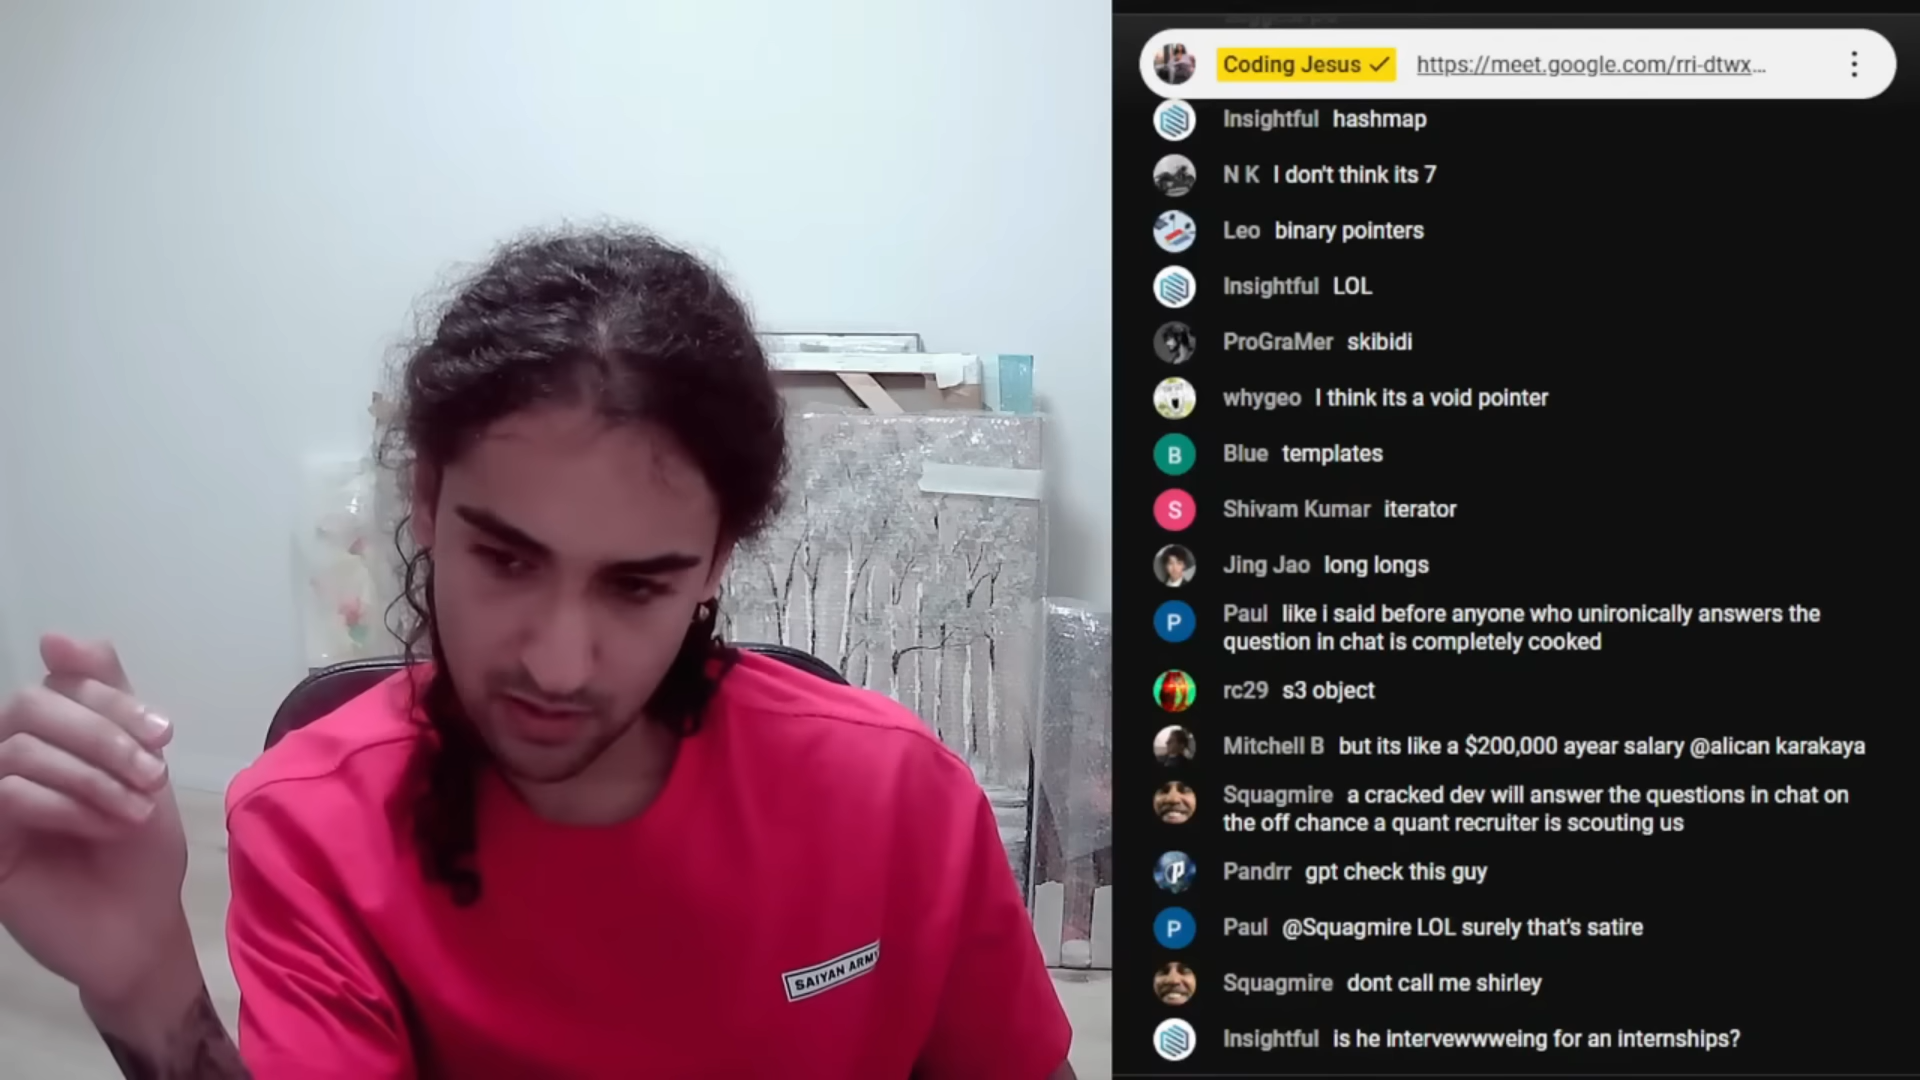 Coding Jesus ✓ https://meet.google.com/rri-dtwx...
Insightful hashmap
N K I don't think its 7
Leo binary pointers
Insightful LOL
ProGraMer skibidi
whygeo I think its a void pointer
B Blue templates
S Shivam Kumar iterator
Jing Jao long longs
P Paul like i said before anyone who unironically answers the
question in chat is completely cooked
rc29 s3 object
Mitchell B but its like a $200,000 ayear salary @alican karakaya
Squagmire a cracked dev will answer the questions in chat on
the off chance a quant recruiter is scouting us
Pandrr gpt check this guy
P Paul @Squagmire LOL surely that's satire
Squagmire dont call me shirley
Insightful is he intervewwweing for an internships?
SAIYAN ARMY